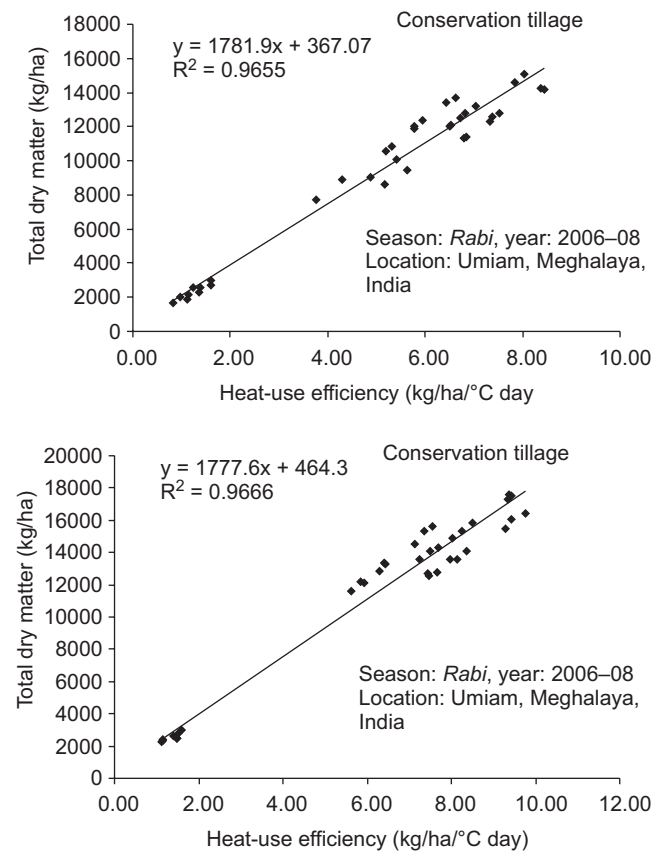 Conservation tillage
y = 1781.9x + 367.07
R² = 0.9655
18000
16000
14000
12000
10000
8000
6000
4000
2000
0
Total dry matter (kg/ha)
Season: Rabi, year: 2006–08
Location: Umiam, Meghalaya,
India
0.00 2.00 4.00 6.00 8.00 10.00
Heat-use efficiency (kg/ha/°C day
Conservation tillage
y = 1777.6x + 464.3
R² = 0.9666
20000
18000
16000
14000
12000
10000
8000
6000
4000
2000
0
Total dry matter (kg/ha)
Season: Rabi, year: 2006–08
Location: Umiam, Meghalaya,
India
0.00 2.00 4.00 6.00 8.00 10.00 12.00
Heat-use efficiency (kg/ha/°C day)